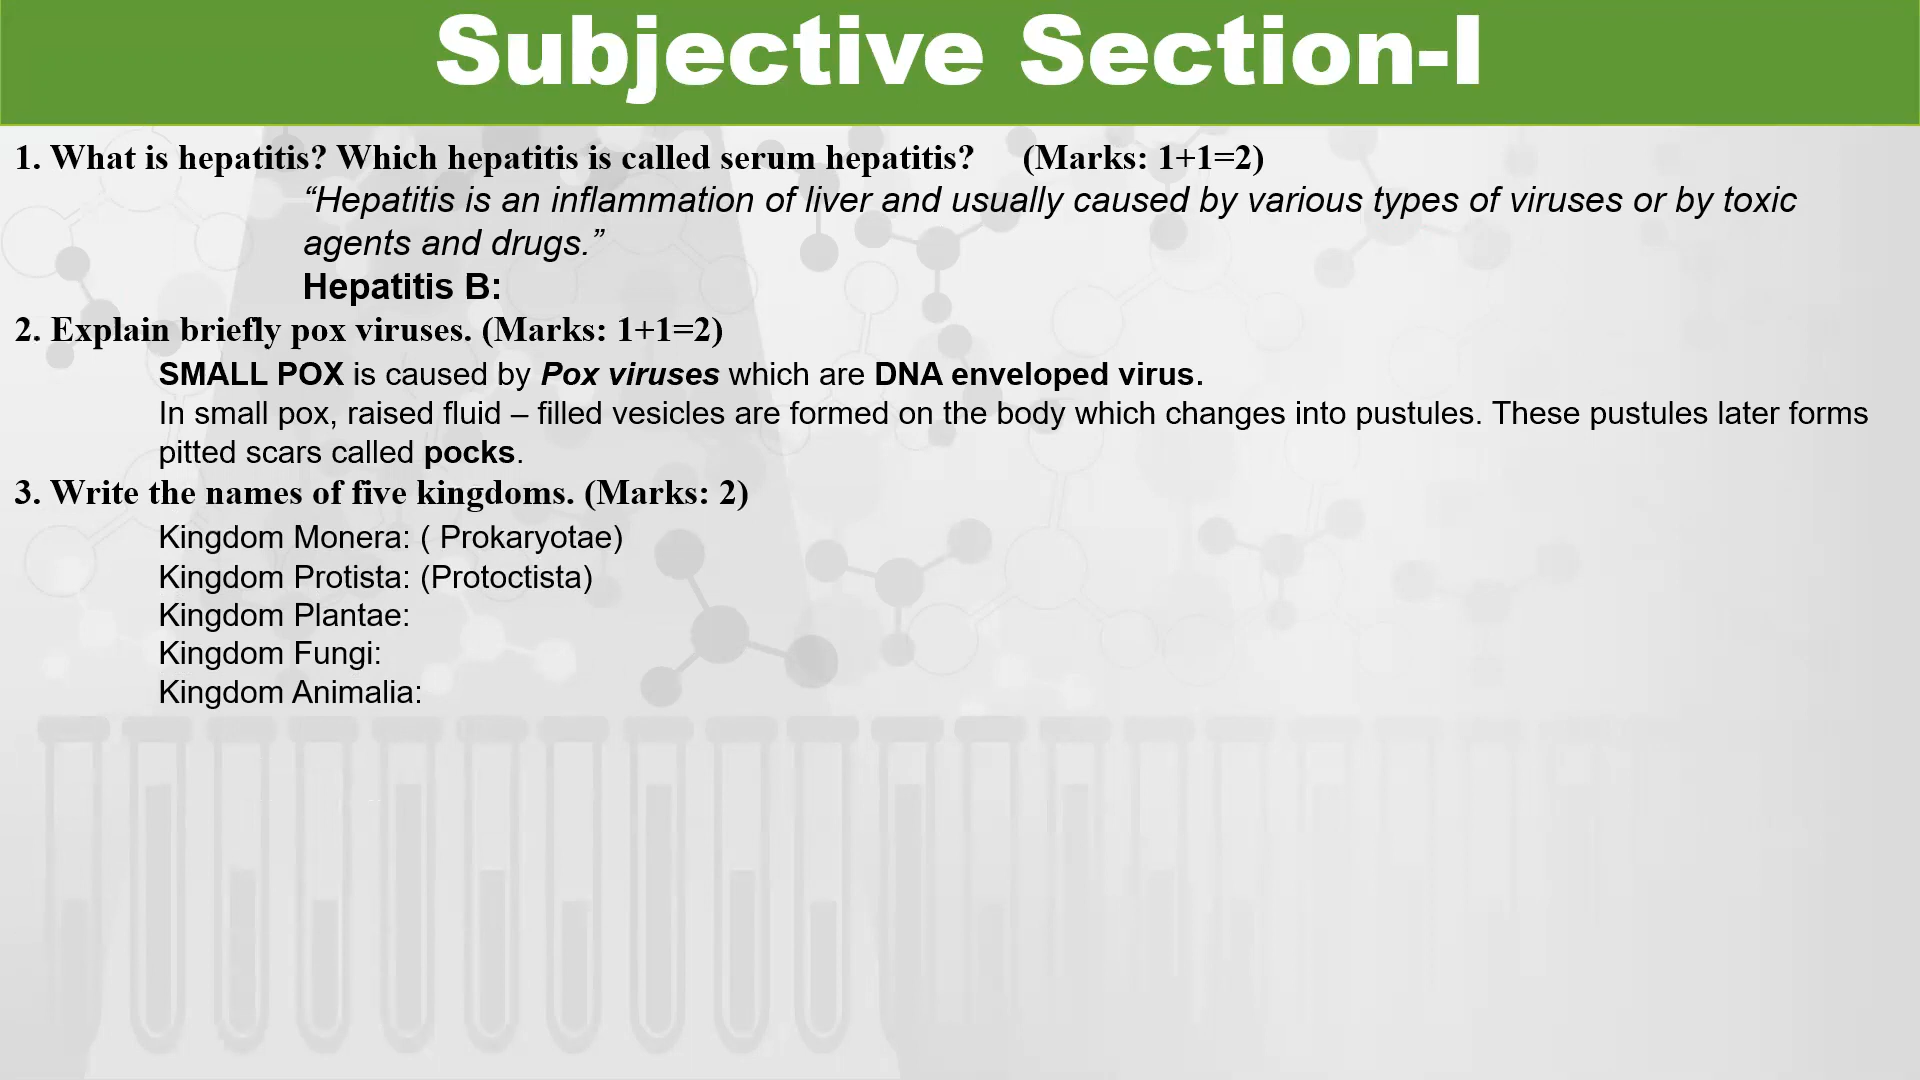 Subjective Section-I
1. What is hepatitis? Which hepatitis is called serum hepatitis? (Marks: 1+1=2)
“Hepatitis is an inflammation of liver and usually caused by various types of viruses or by toxic
agents and drugs.”
Hepatitis B:
2. Explain briefly pox viruses. (Marks: 1+1=2)
SMALL POX is caused by Pox viruses which are DNA enveloped virus.
In small pox, raised fluid – filled vesicles are formed on the body which changes into pustules. These pustules later forms
pitted scars called pocks.
3. Write the names of five kingdoms. (Marks: 2)
Kingdom Monera: ( Prokaryotae)
Kingdom Protista: (Protoctista)
Kingdom Plantae:
Kingdom Fungi:
Kingdom Animalia: